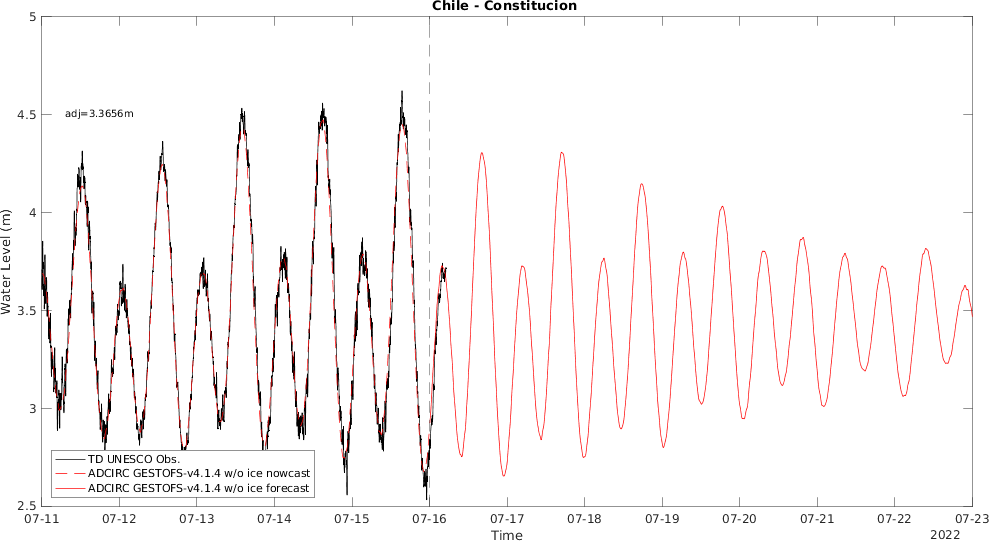 Chile - Constitucion
adj=3.3656m
Water Level (m)
5
4.5
4
3.5
3
2.5
TD UNESCO Obs.
ADCIRC GESTOFS-v4.1.4 w/o ice nowcast
ADCIRC GESTOFS-v4.1.4 w/o ice forecast
07-11 07-12 07-13 07-14 07-15 07-16 07-17 07-18 07-19 07-20 07-21 07-22 07-23
Time
2022